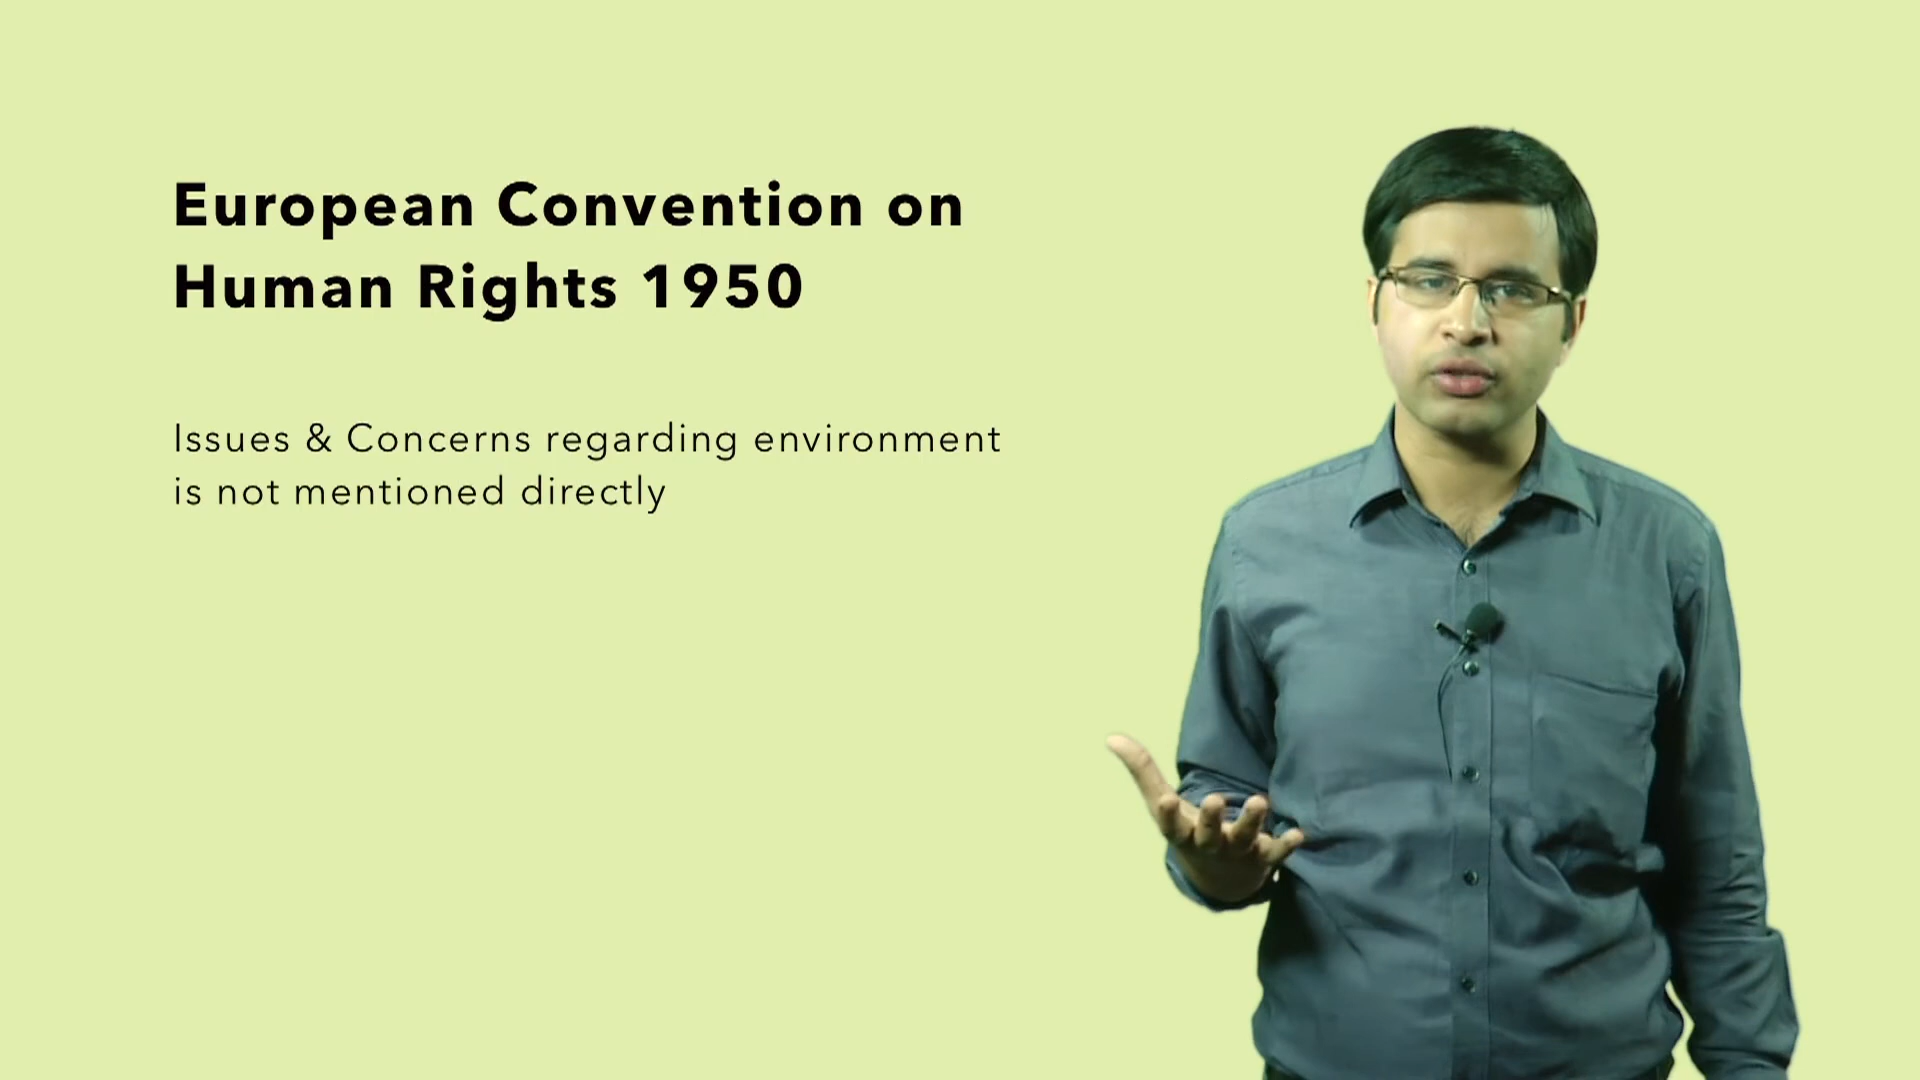 European Convention on
Human Rights 1950
Issues & Concerns regarding environment
is not mentioned directly